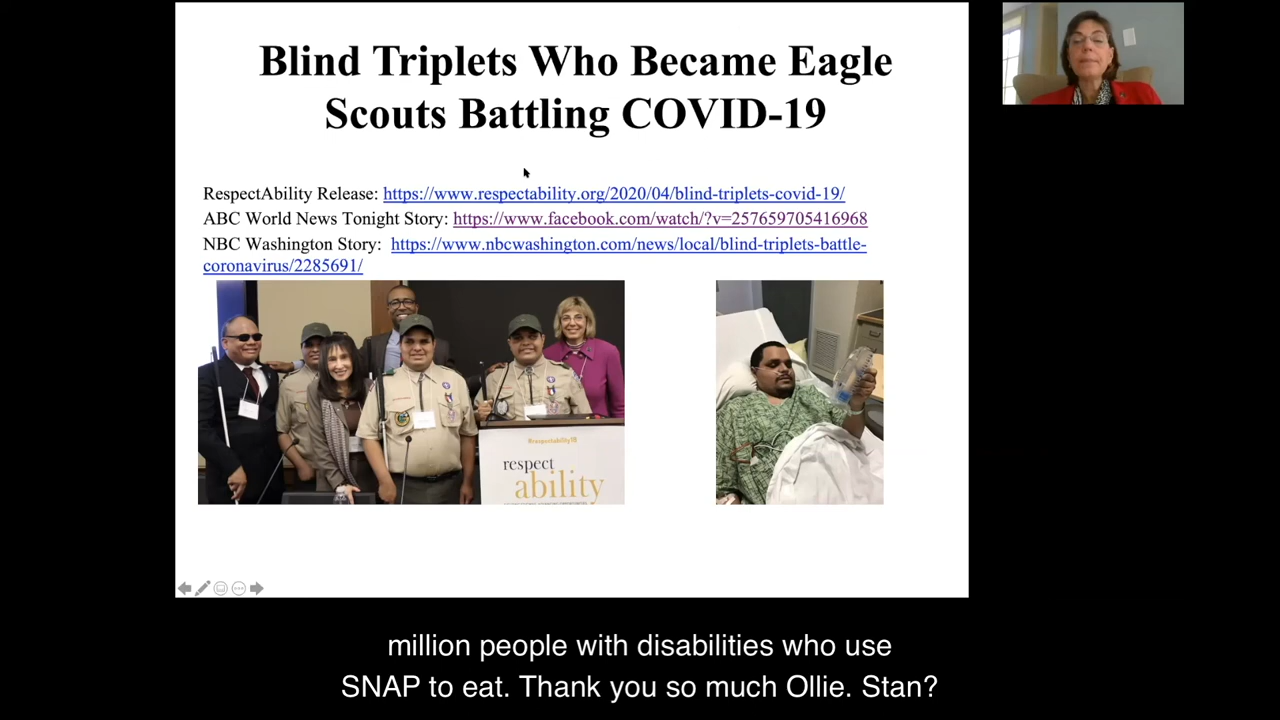 Blind Triplets Who Became Eagle
Scouts Battling COVID-19
RespectAbility Release: https://www.respectability.org/2020/04/blind-triplets-covid-19/
ABC World News Tonight Story: https://www.facebook.com/watch/?v=257659705416968
NBC Washington Story: https://www.nbcwashington.com/news/local/blind-triplets-battle-
coronavirus/2285691/
#respectability18
respect
ability
million people with disabilities who use
SNAP to eat. Thank you so much Ollie. Stan?